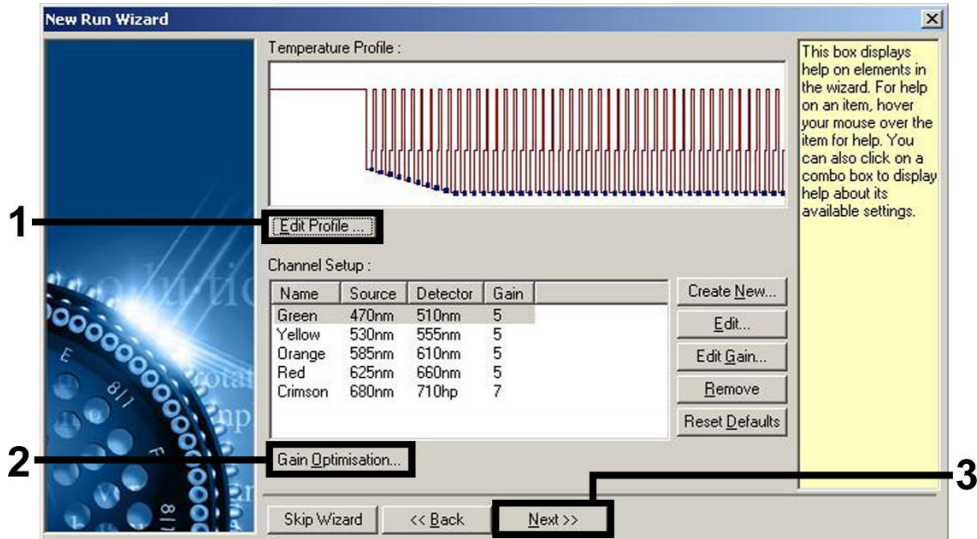 New Run Wizard
Temperature Profile :
1
Edit Profile ...
Channel Setup :
Name Source Detector Gain
Green 470nm 510nm 5
Yellow 530nm 555nm 5
Orange 585nm 610nm 5
Red 625nm 660nm 5
Crimson 680nm 710hp 7
Create New...
Edit...
Edit Gain...
Remove
Reset Defaults
2
Gain Optimisation...
3
Skip Wizard
<< Back
Next >>
This box displays
help on elements in
the wizard. For help
on an item, hover
your mouse over the
item for help. You
can also click on a
combo box to display
help about its
available settings.